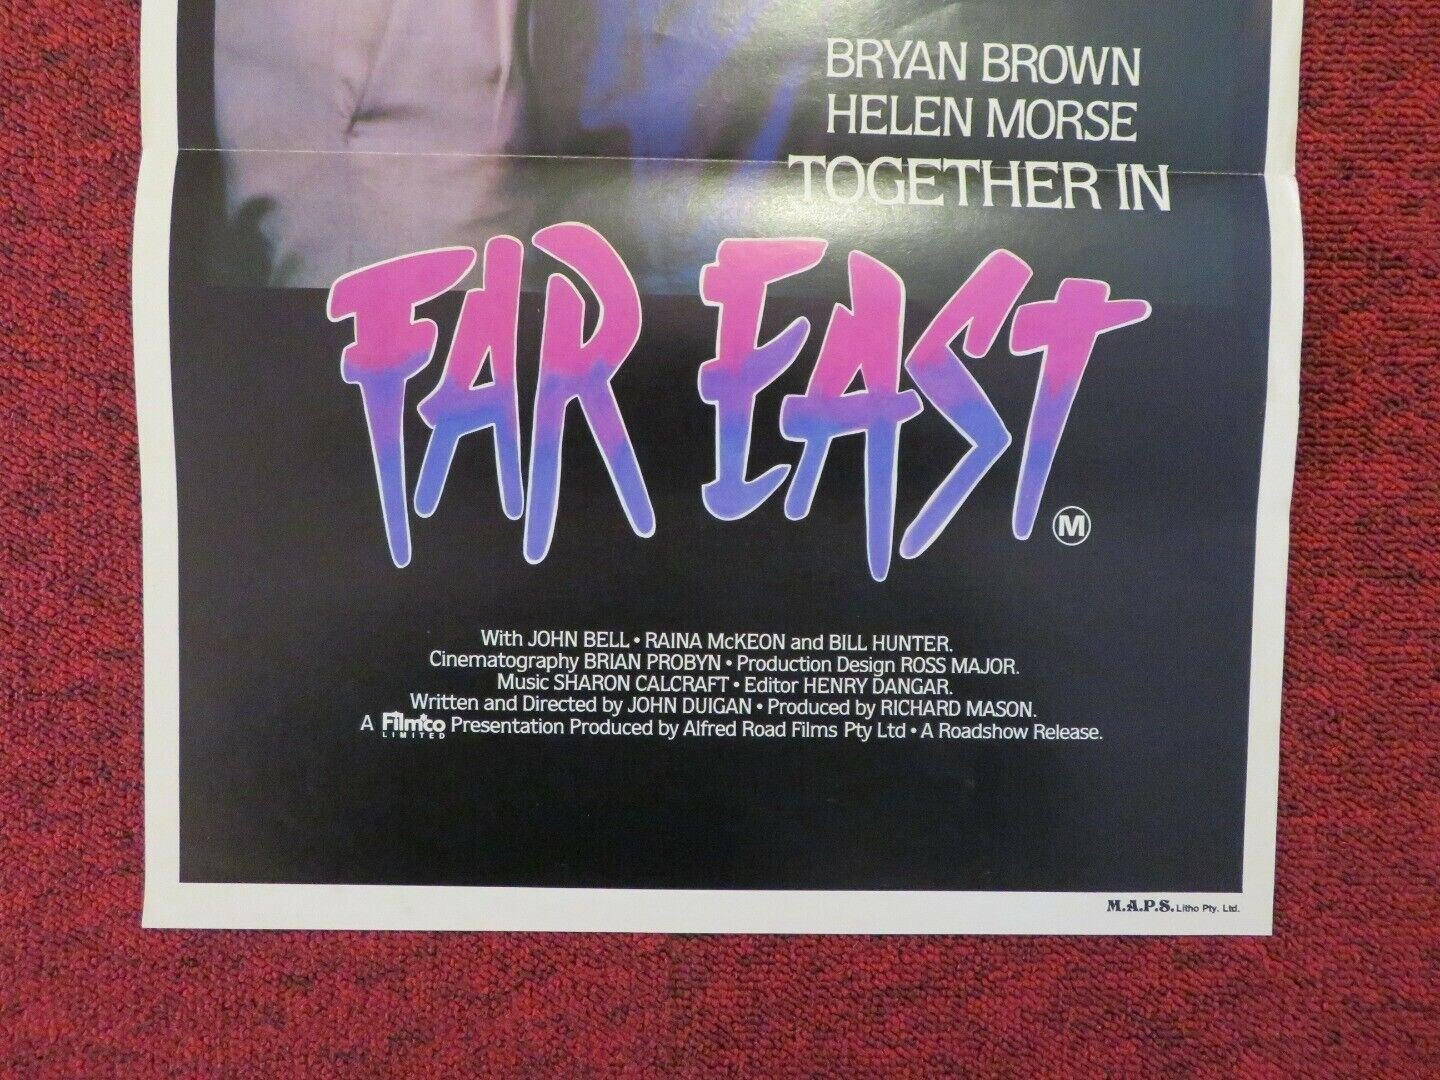 BRYAN BROWN
HELEN MORSE
TOGETHER IN
FAR EAST
M
With JOHN BELL • RAINA McKEON and BILL HUNTER.
Cinematography BRIAN PROBYN • Production Design ROSS MAJOR.
Music SHARON CALCRAFT • Editor HENRY DANGAR.
Written and Directed by JOHN DUIGAN • Produced by RICHARD MASON.
A Filmco LIMITED Presentation Produced by Alfred Road Films Pty Ltd • A Roadshow Release.
M.A.P.S. Litho Pty. Ltd.